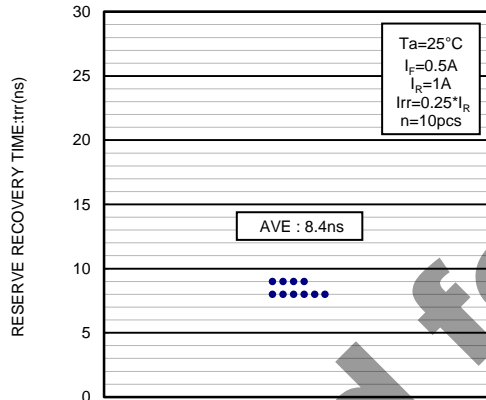 RESERVE RECOVERY TIME:trr(ns)
30
25
20
15
10
5
0
Ta=25°C
IF=0.5A
IR=1A
Irr=0.25*IR
n=10pcs
AVE : 8.4ns